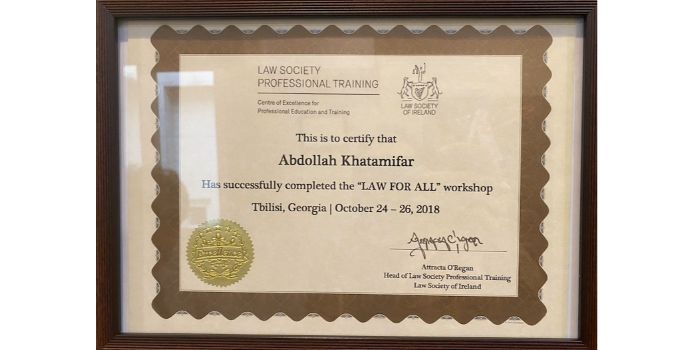 LAW SOCIETY
PROFESSIONAL TRAINING
Centre of Excellence for
Professional Education and Training
LAW SOCIETY
OF IRELAND
This is to certify that
Abdollah Khatamifar
Has successfully completed the "LAW FOR ALL" workshop
Tbilisi, Georgia | October 24 – 26, 2018
Attracta O'Regan
Head of Law Society Professional Training
Law Society of Ireland
Excellence